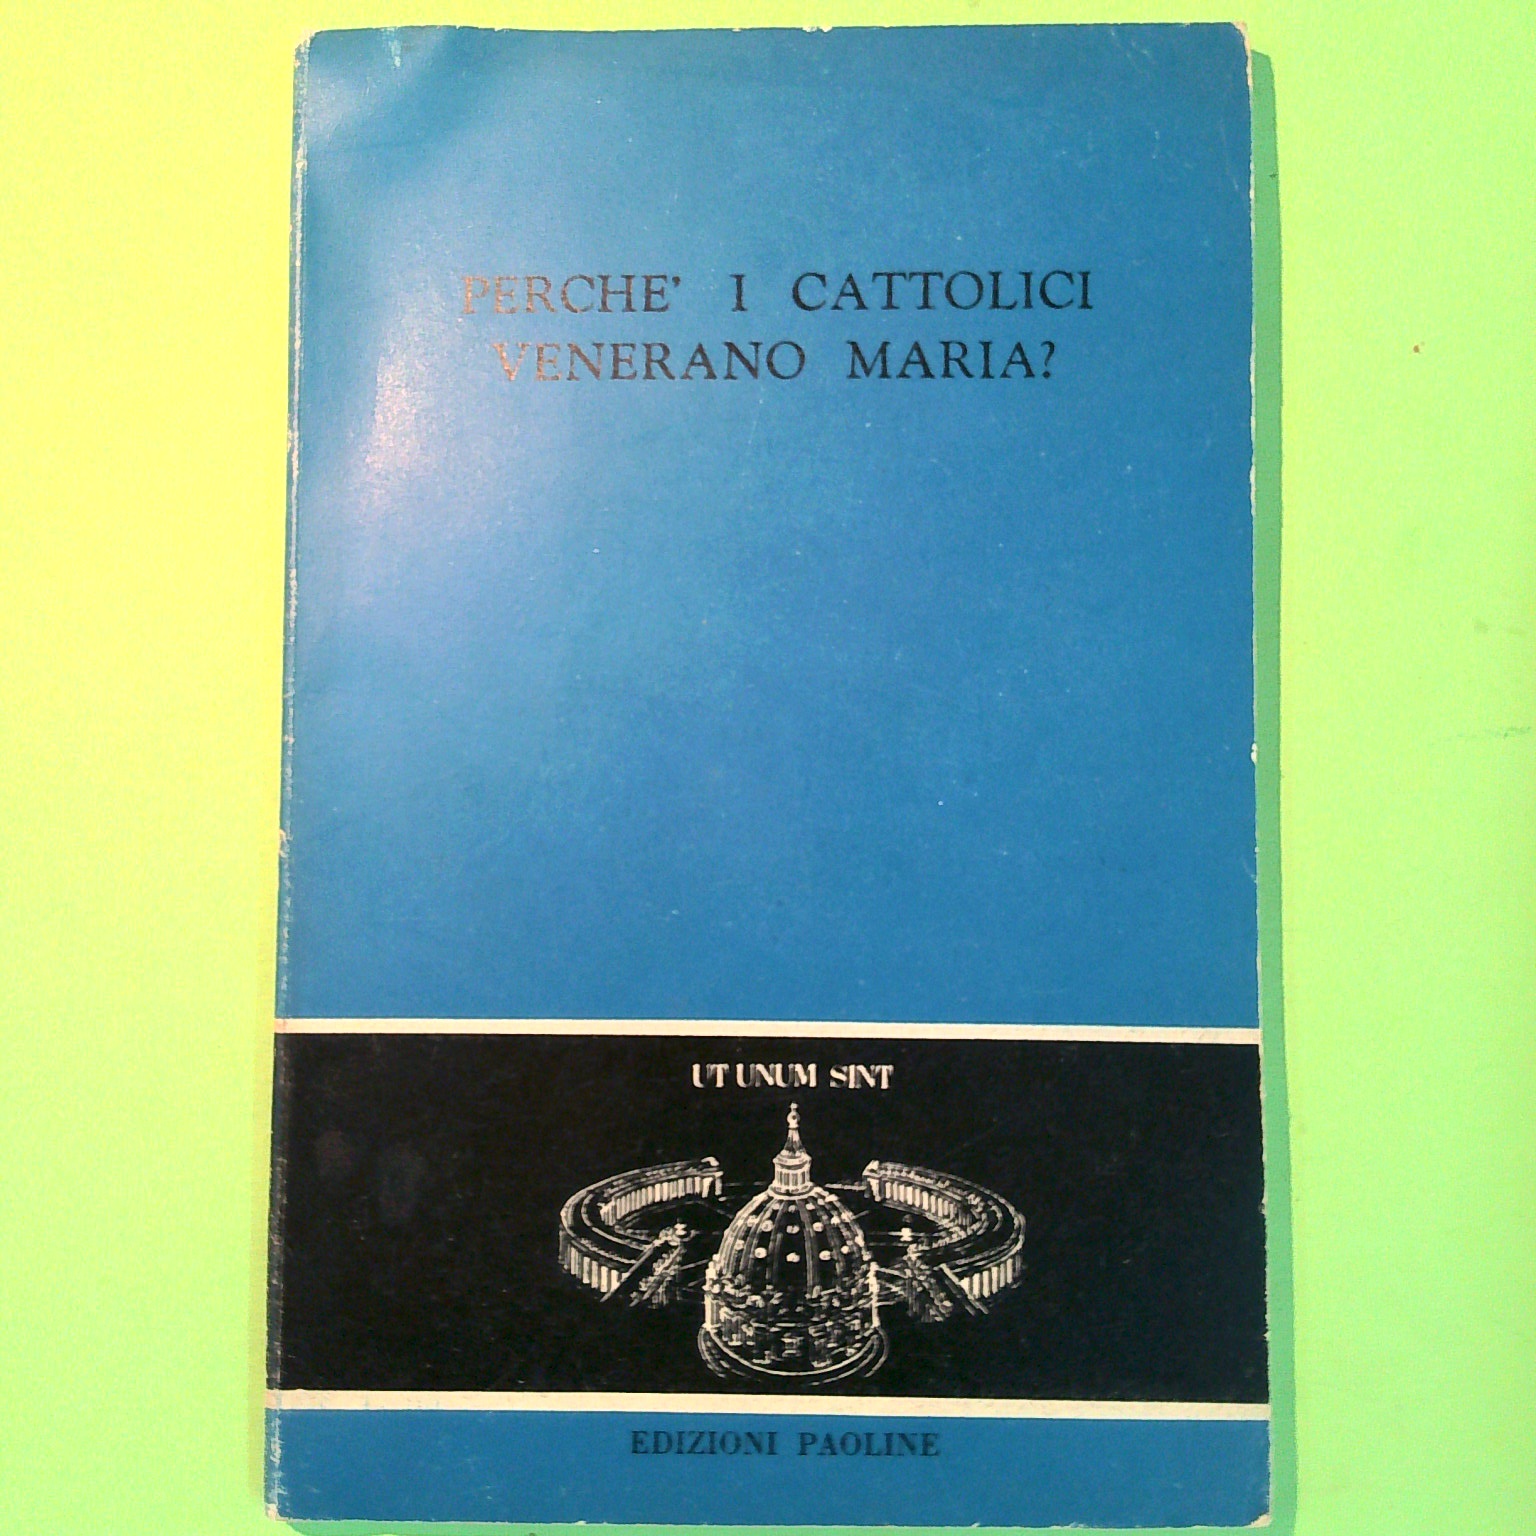 PERCHE' I CATTOLICI
VENERANO MARIA?
UT UNUM SINT
EDIZIONI PAOLINE